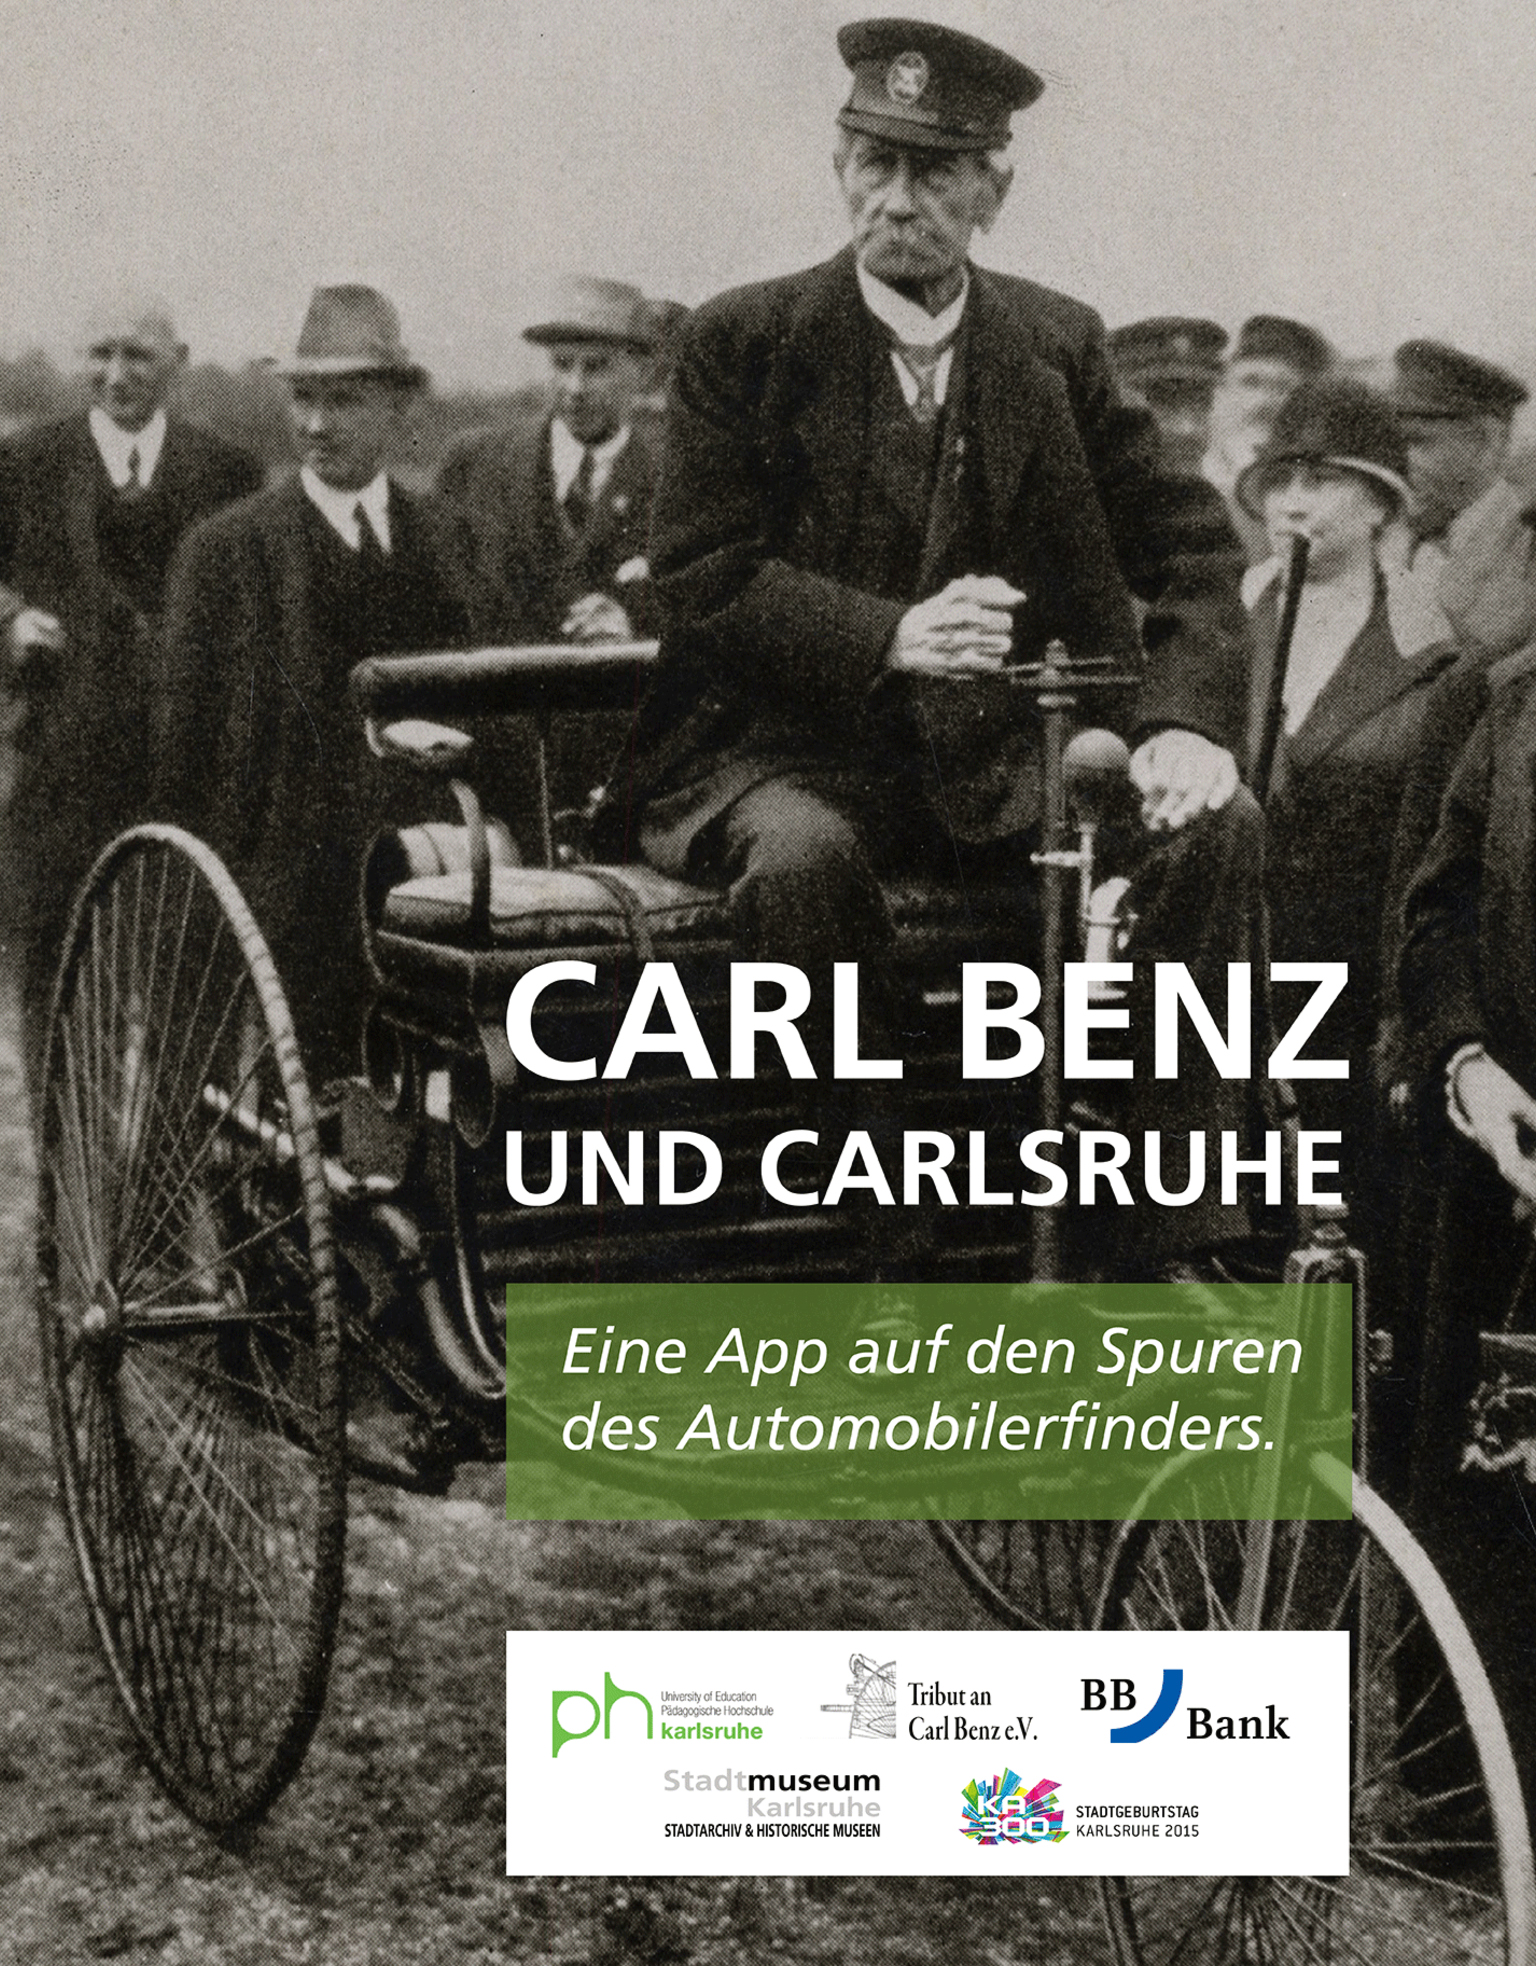 CARL BENZ
UND CARLSRUHE
Eine App auf den Spuren
des Automobilerfinders.
ph
University of Education
Pädagogische Hochschule
karlsruhe
Tribut an
Carl Benz e.V.
BB
Bank
Stadtmuseum
Karlsruhe
STADTARCHIV & HISTORISCHE MUSEEN
KA
300
STADTGEBURTSTAG
KARLSRUHE 2015